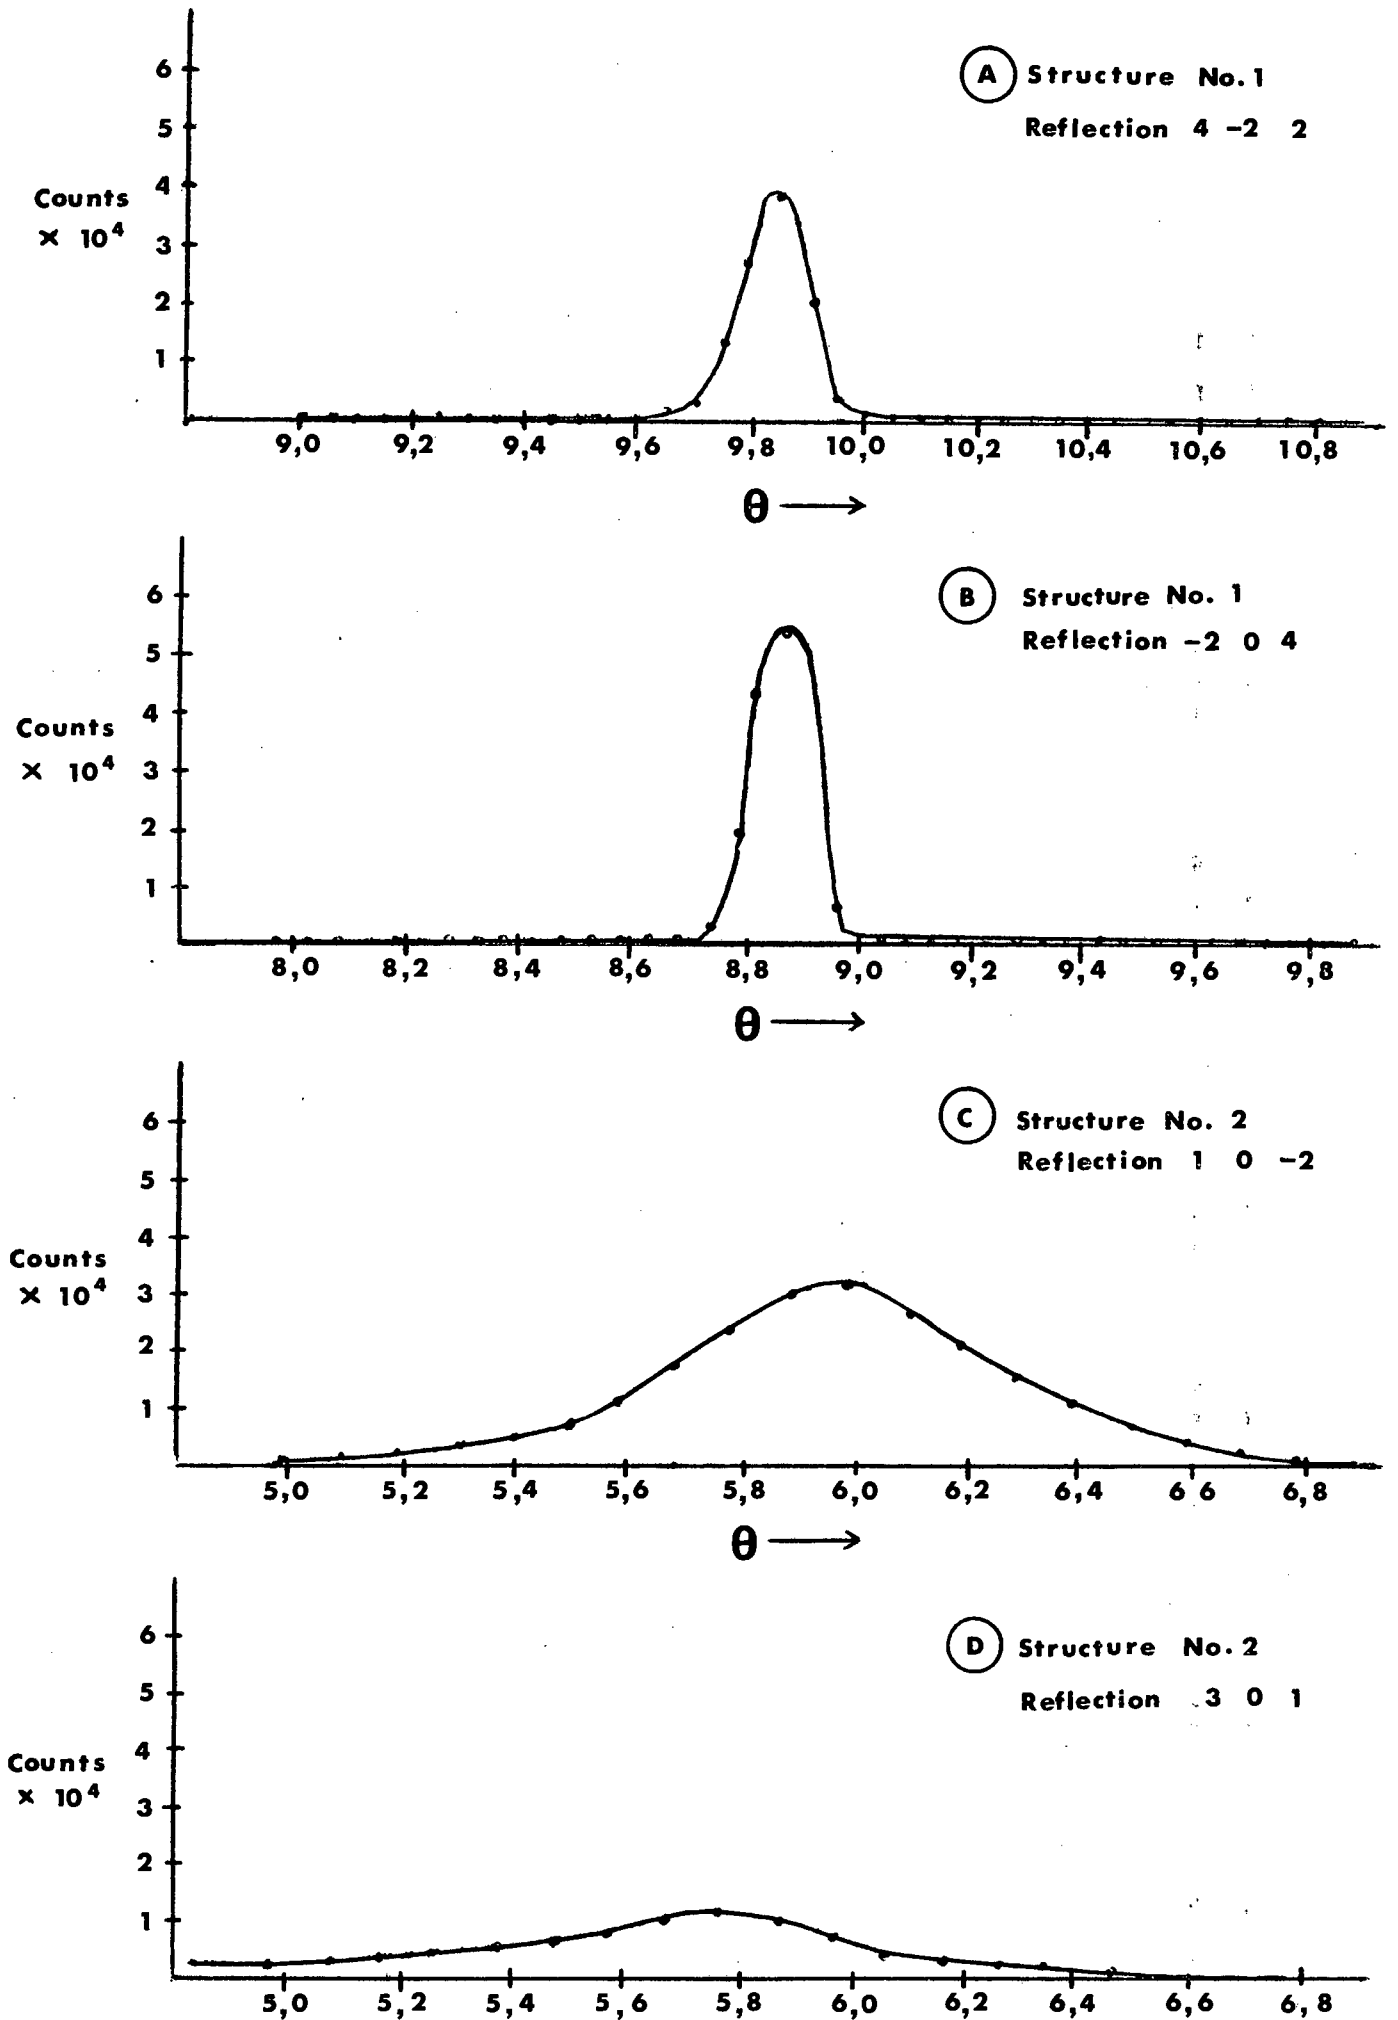 A Structure No. 1
Reflection 4 -2 2
Counts
× 10⁴
6
5
4
3
2
1
9,0 9,2 9,4 9,6 9,8 10,0 10,2 10,4 10,6 10,8
θ →
B Structure No. 1
Reflection -2 0 4
Counts
× 10⁴
6
5
4
3
2
1
8,0 8,2 8,4 8,6 8,8 9,0 9,2 9,4 9,6 9,8
θ →
C Structure No. 2
Reflection 1 0 -2
Counts
× 10⁴
6
5
4
3
2
1
5,0 5,2 5,4 5,6 5,8 6,0 6,2 6,4 6 6 6,8
θ →
D Structure No. 2
Reflection 3 0 1
Counts
× 10⁴
6
5
4
3
2
1
5,0 5,2 5,4 5,6 5,8 6,0 6,2 6,4 6,6 6,8